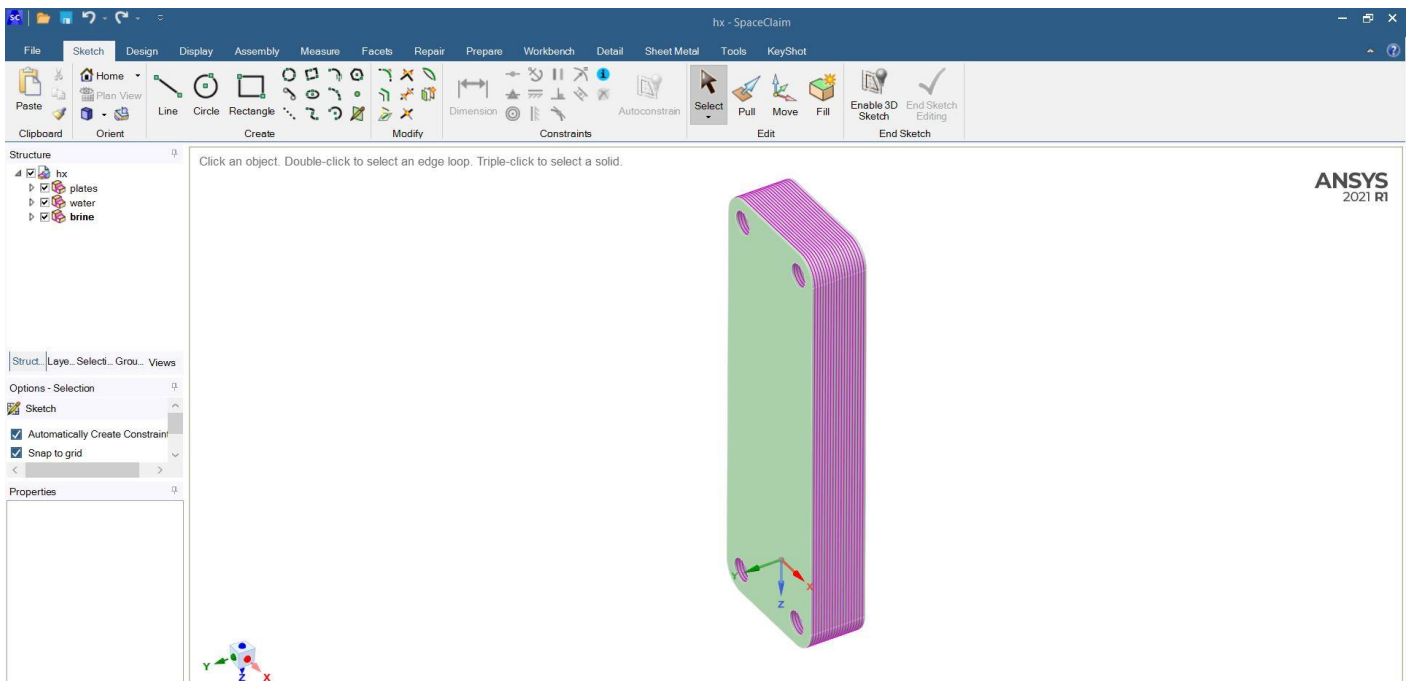 SC
hx - SpaceClaim
File Sketch Design Display Assembly Measure Facets Repair Prepare Workbench Detail Sheet Metal Tools KeyShot
Home
Plan View
Paste
Line Circle Rectangle
Dimension
Autoconstrain
Select Pull Move Fill
Enable 3D Sketch
End Sketch Editing
Clipboard Orient Create Modify Constraints Edit End Sketch
Structure
hx
plates
water
brine
Struct... Laye... Selecti... Grou... Views
Options - Selection
Sketch
Automatically Create Constraint
Snap to grid
Properties
Click an object. Double-click to select an edge loop. Triple-click to select a solid.
ANSYS
2021 R1
Y X
Z
Y Z X